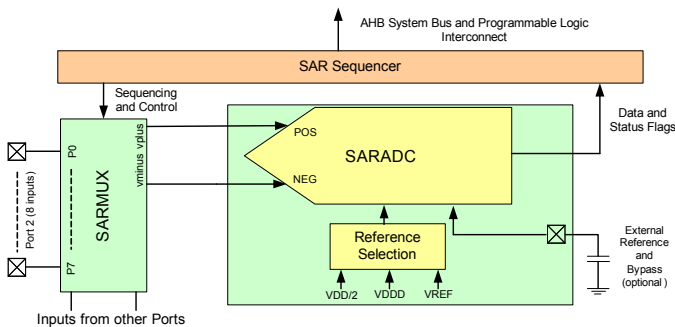 AHB System Bus and Programmable Logic
Interconnect
SAR Sequencer
Sequencing
and Control
Data and
Status Flags
vminus vplus
POS
NEG
SARADC
P0
P7
SARMUX
Port 2 (8 inputs)
Reference
Selection
External
Reference
and
Bypass
(optional)
VDD/2
VDDD
VREF
Inputs from other Ports